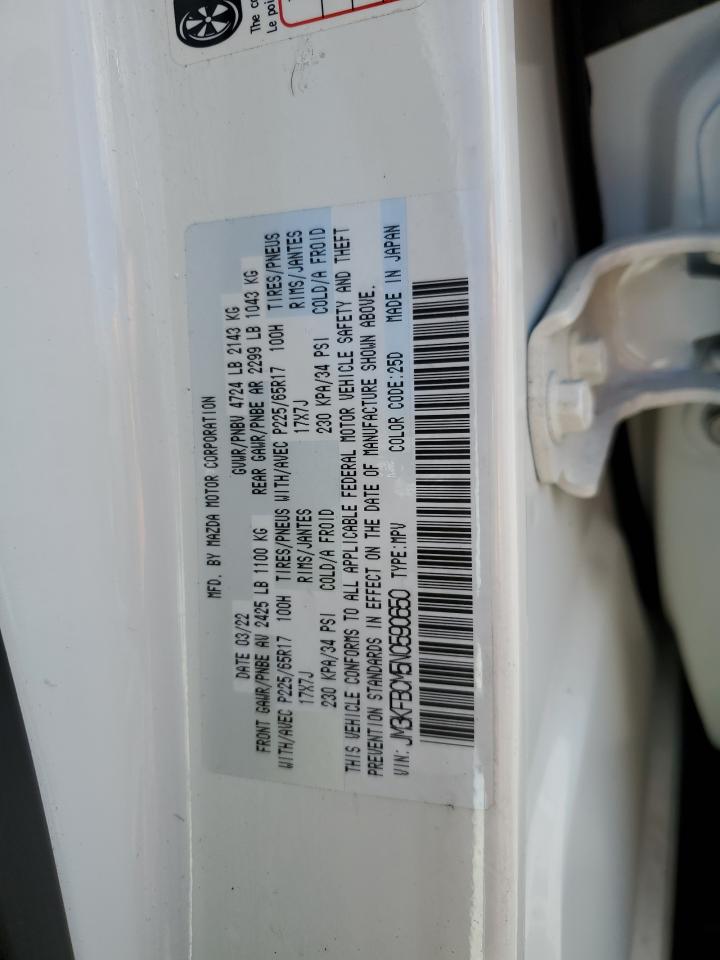 The co
Le poi
MFD. BY MAZDA MOTOR CORPORATION
DATE 03/22 GVWR/PNBV 4724 LB 2143 KG
FRONT GAWR/PNBE AV 2425 LB 1100 KG REAR GAWR/PNBE AR 2299 LB 1043 KG
WITH/AVEC P225/65R17 100H TIRES/PNEUS WITH/AVEC P225/65R17 100H TIRES/PNEUS
17X7J RIMS/JANTES 17X7J RIMS/JANTES
230 KPA/34 PSI COLD/A FROID 230 KPA/34 PSI COLD/A FROID
THIS VEHICLE CONFORMS TO ALL APPLICABLE FEDERAL MOTOR VEHICLE SAFETY AND THEFT
PREVENTION STANDARDS IN EFFECT ON THE DATE OF MANUFACTURE SHOWN ABOVE.
VIN: JM3KFBCM5N0590650 TYPE:MPV COLOR CODE:25D MADE IN JAPAN